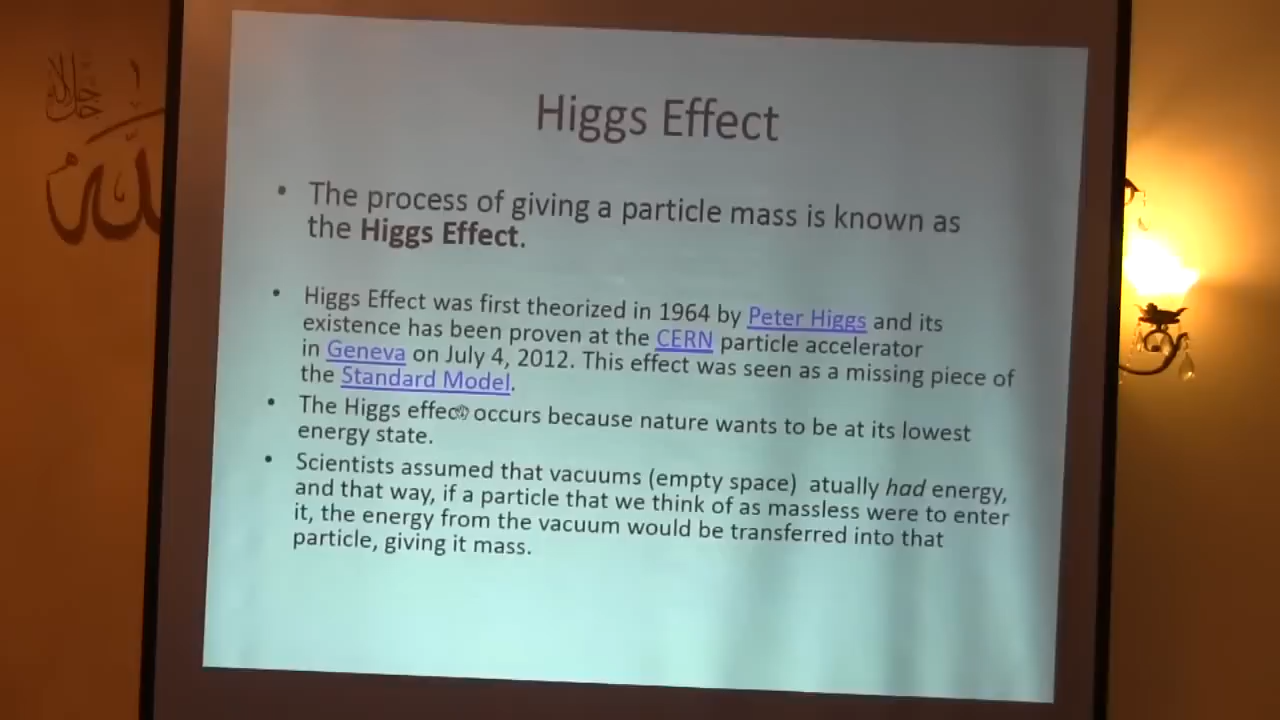 جل جلاله
الله
Higgs Effect
• The process of giving a particle mass is known as
the Higgs Effect.
• Higgs Effect was first theorized in 1964 by Peter Higgs and its
existence has been proven at the CERN particle accelerator
in Geneva on July 4, 2012. This effect was seen as a missing piece of
the Standard Model.
• The Higgs effect occurs because nature wants to be at its lowest
energy state.
• Scientists assumed that vacuums (empty space) atually had energy,
and that way, if a particle that we think of as massless were to enter
it, the energy from the vacuum would be transferred into that
particle, giving it mass.